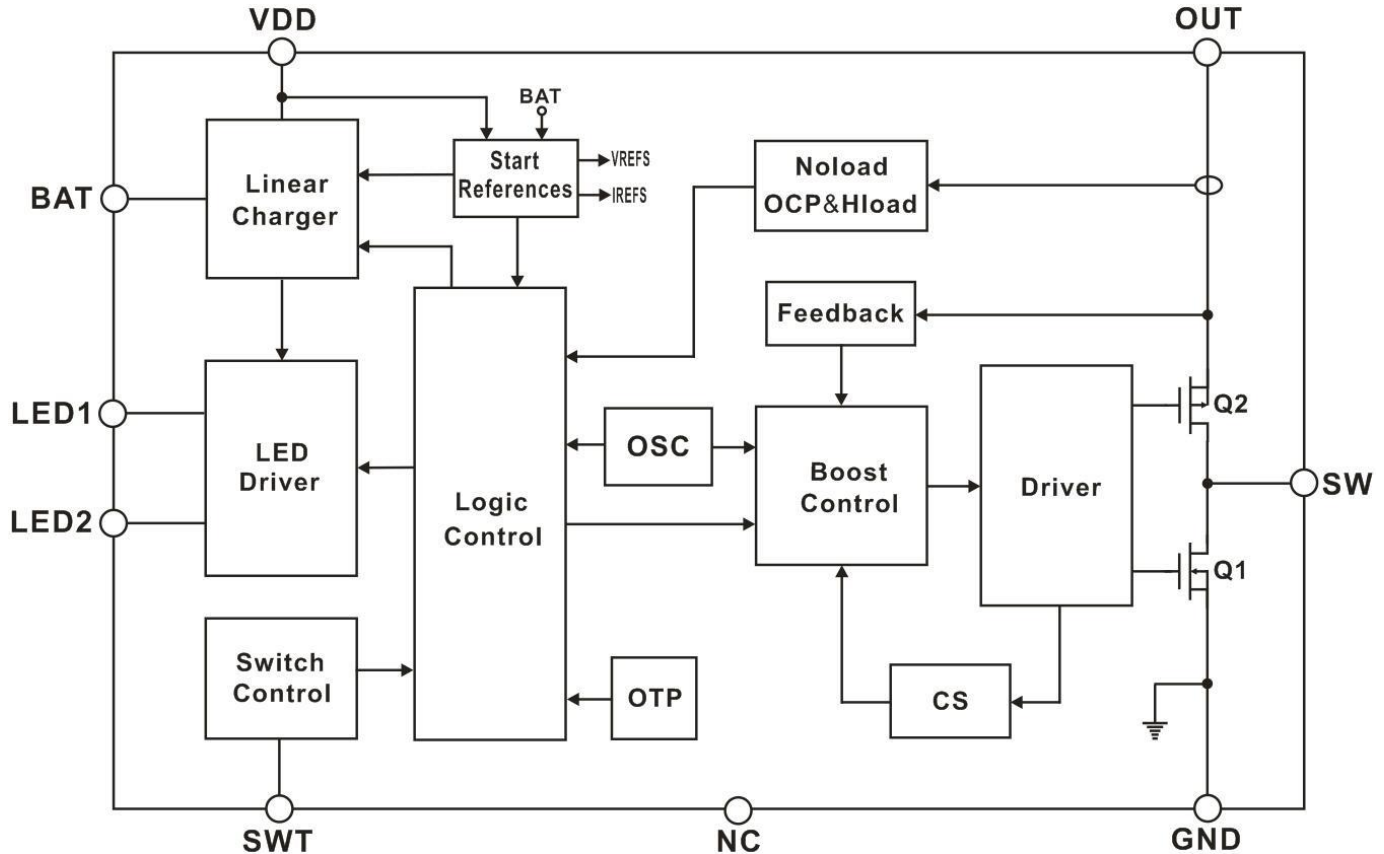 VDD
OUT
BAT
Start
References
VREFS
IREFS
Linear
Charger
BAT
Noload
OCP&Hload
Feedback
LED1
LED2
LED
Driver
OSC
Logic
Control
Boost
Control
Driver
Q2
SW
Q1
Switch
Control
OTP
CS
SWT
NC
GND